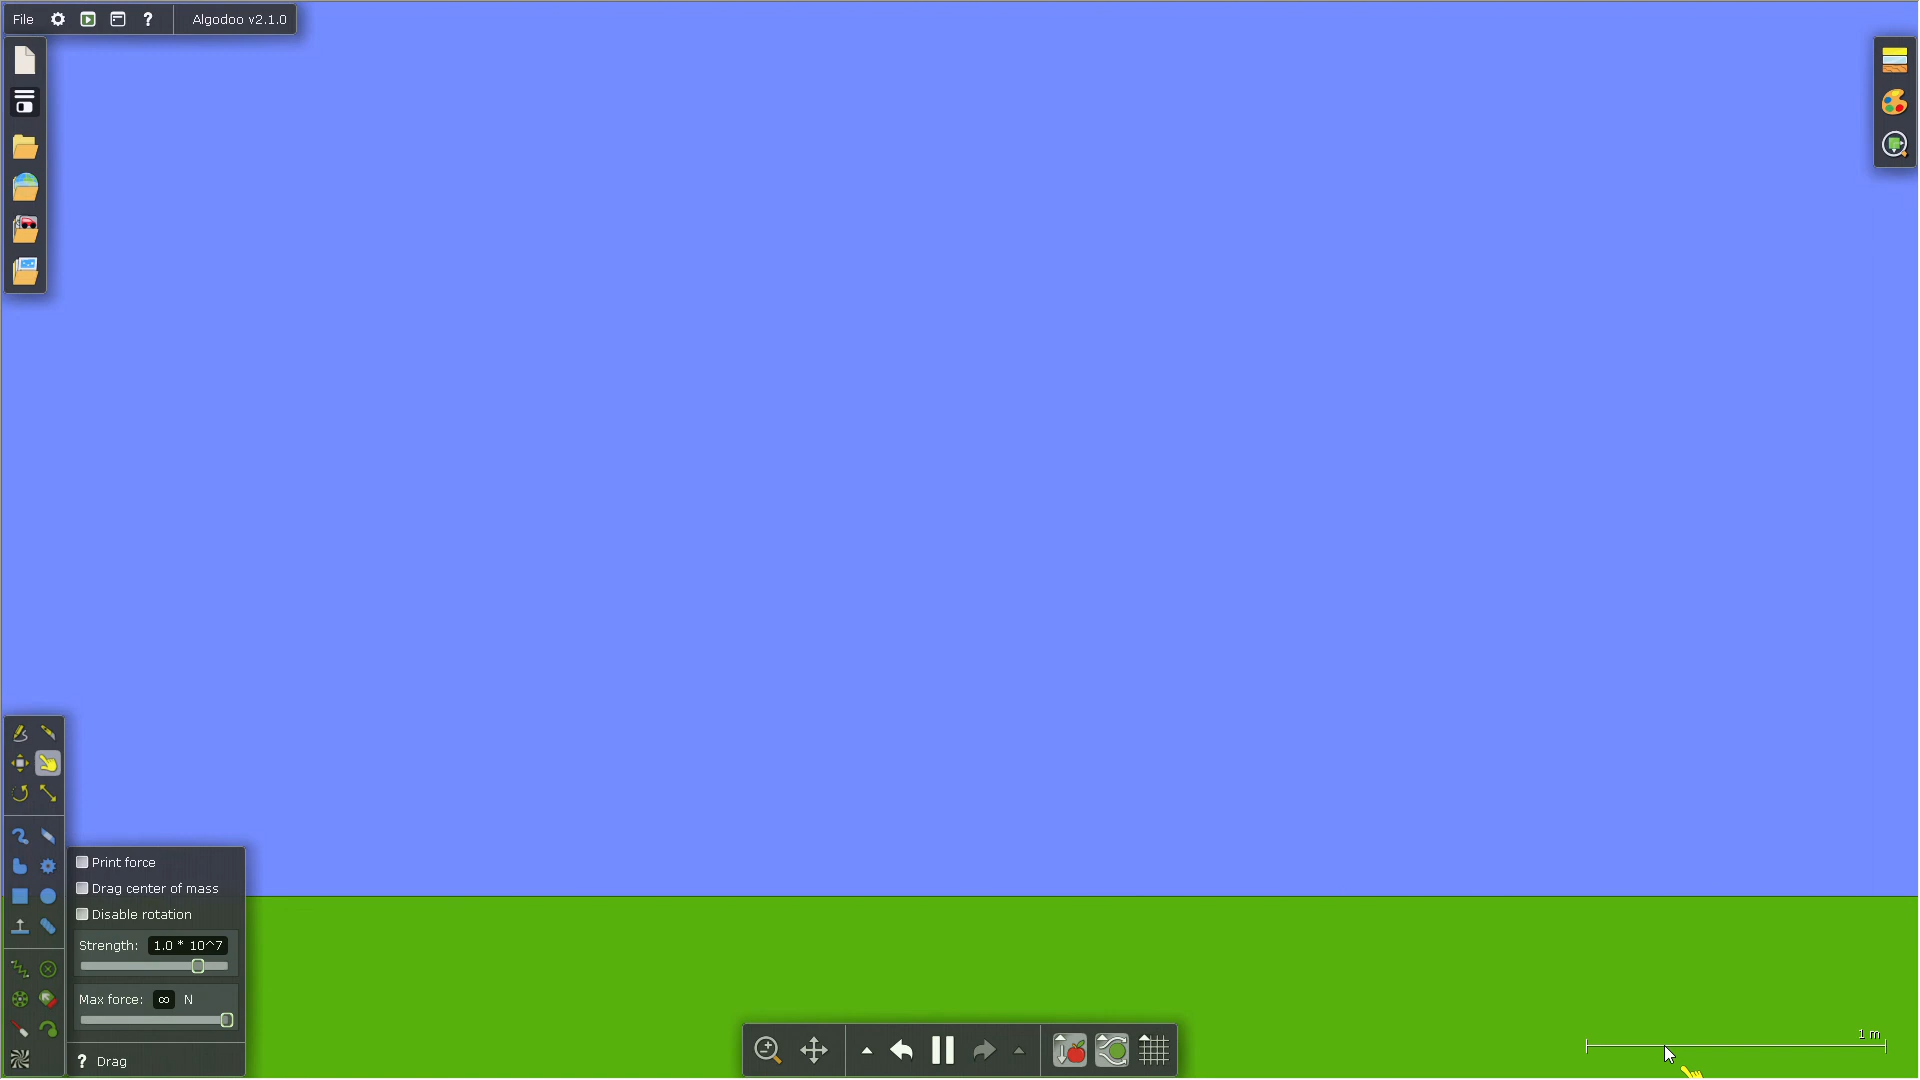 File
?
Algodoo v2.1.0
Print force
Drag center of mass
Disable rotation
Strength: 1.0 * 10^7
Max force: ∞ N
? Drag
1 m